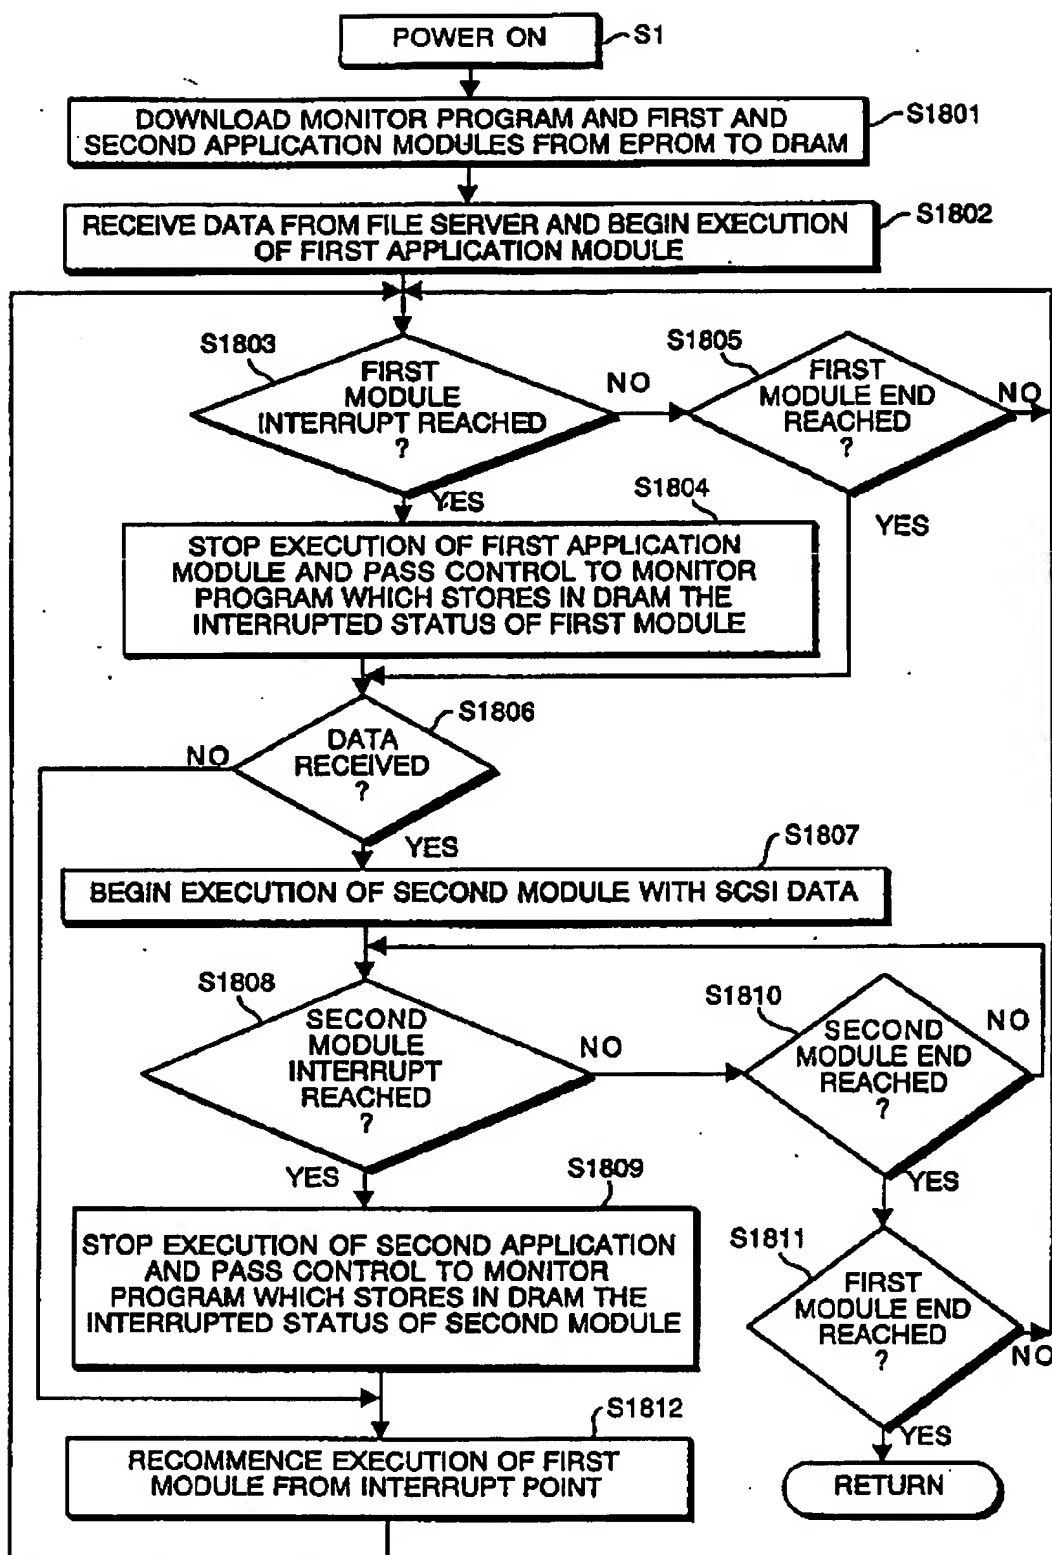 POWER ON
S1
DOWNLOAD MONITOR PROGRAM AND FIRST AND
SECOND APPLICATION MODULES FROM EPROM TO DRAM
S1801
RECEIVE DATA FROM FILE SERVER AND BEGIN EXECUTION
OF FIRST APPLICATION MODULE
S1802
S1803
FIRST
MODULE
INTERRUPT REACHED
?
NO
YES
S1805
FIRST
MODULE END
REACHED
?
NO
YES
S1804
STOP EXECUTION OF FIRST APPLICATION
MODULE AND PASS CONTROL TO MONITOR
PROGRAM WHICH STORES IN DRAM THE
INTERRUPTED STATUS OF FIRST MODULE
S1806
DATA
RECEIVED
?
NO
YES
S1807
BEGIN EXECUTION OF SECOND MODULE WITH SCSI DATA
S1808
SECOND
MODULE
INTERRUPT
REACHED
?
NO
YES
S1810
SECOND
MODULE END
REACHED
?
NO
YES
S1809
STOP EXECUTION OF SECOND APPLICATION
AND PASS CONTROL TO MONITOR
PROGRAM WHICH STORES IN DRAM THE
INTERRUPTED STATUS OF SECOND MODULE
S1811
FIRST
MODULE END
REACHED
?
NO
YES
S1812
RECOMMENCE EXECUTION OF FIRST
MODULE FROM INTERRUPT POINT
RETURN